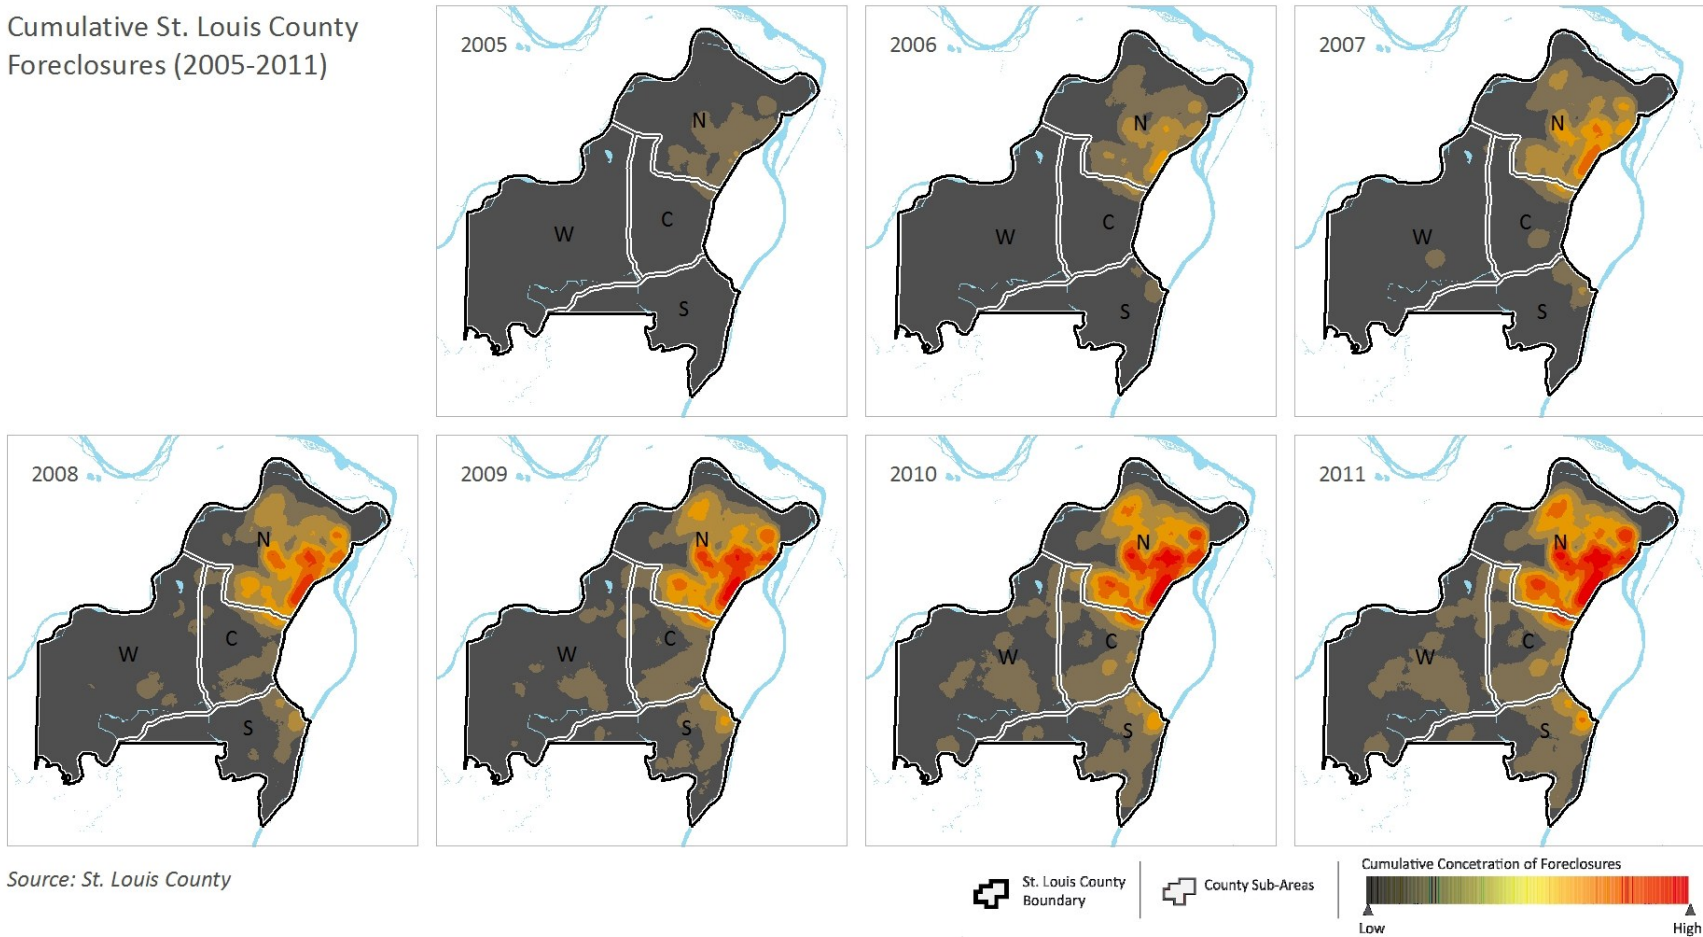 Cumulative St. Louis County
Foreclosures (2005-2011)
2005
N
W
C
S
2006
N
W
C
S
2007
N
W
C
S
2008
N
W
C
S
2009
N
W
C
S
2010
N
W
C
S
2011
N
W
C
S
Source: St. Louis County
St. Louis County
Boundary
County Sub-Areas
Cumulative Concetration of Foreclosures
Low
High